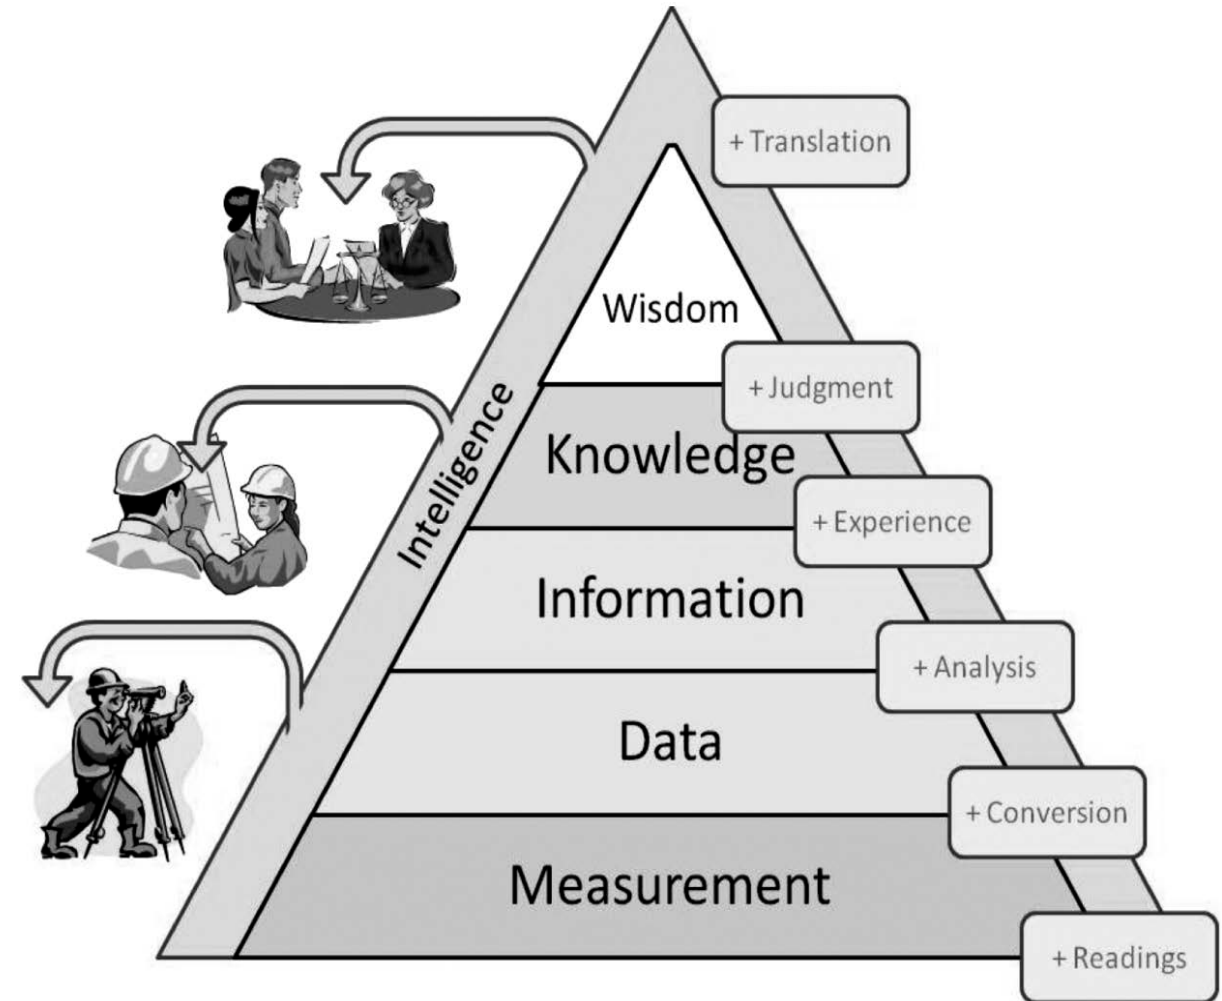 + Translation
Wisdom
+ Judgment
Intelligence
Knowledge
+ Experience
Information
+ Analysis
Data
+ Conversion
Measurement
+ Readings